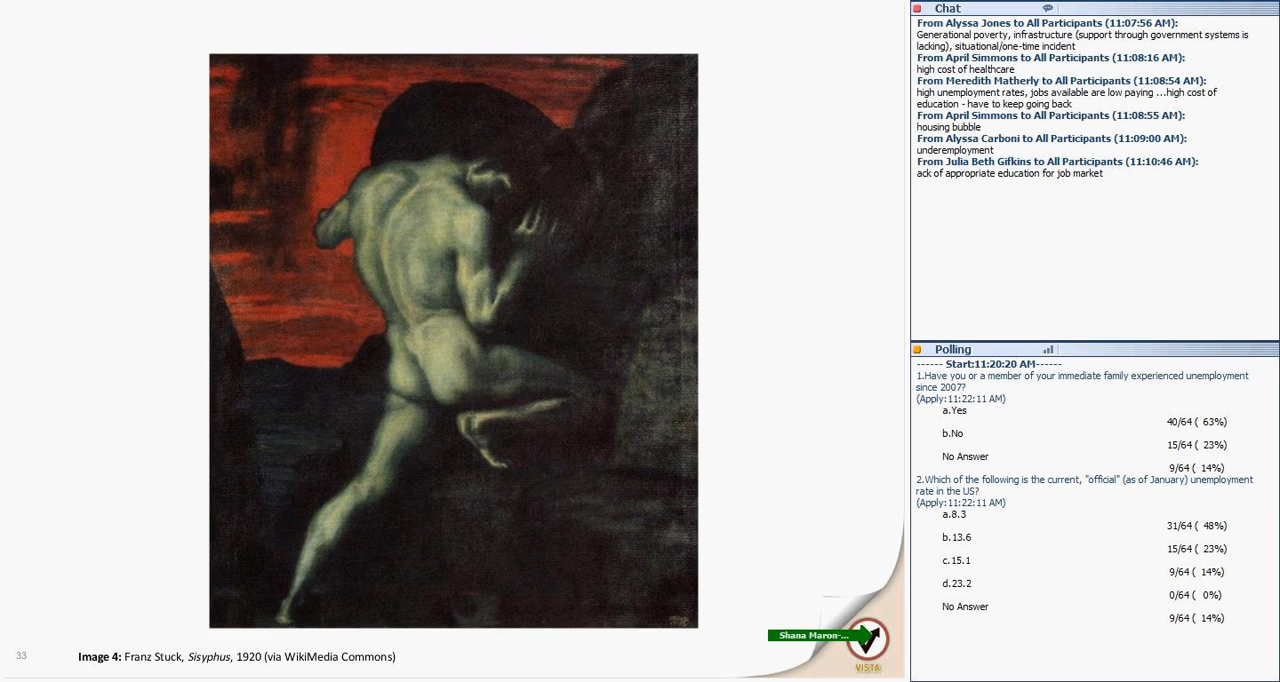 33
Image 4: Franz Stuck, Sisyphus, 1920 (via WikiMedia Commons)
Shana Maron-...
VISTA
Chat
From Alyssa Jones to All Participants (11:07:56 AM):
Generational poverty, infrastructure (support through government systems is
lacking), situational/one-time incident
From April Simmons to All Participants (11:08:16 AM):
high cost of healthcare
From Meredith Matherly to All Participants (11:08:54 AM):
high unemployment rates, jobs available are low paying ...high cost of
education - have to keep going back
From April Simmons to All Participants (11:08:55 AM):
housing bubble
From Alyssa Carboni to All Participants (11:09:00 AM):
underemployment
From Julia Beth Gifkins to All Participants (11:10:46 AM):
ack of appropriate education for job market
Polling
------ Start:11:20:20 AM------
1.Have you or a member of your immediate family experienced unemployment
since 2007?
(Apply:11:22:11 AM)
a.Yes
40/64 ( 63%)
b.No
15/64 ( 23%)
No Answer
9/64 ( 14%)
2.Which of the following is the current, "official" (as of January) unemployment
rate in the US?
(Apply:11:22:11 AM)
a.8.3
31/64 ( 48%)
b.13.6
15/64 ( 23%)
c.15.1
9/64 ( 14%)
d.23.2
0/64 ( 0%)
No Answer
9/64 ( 14%)